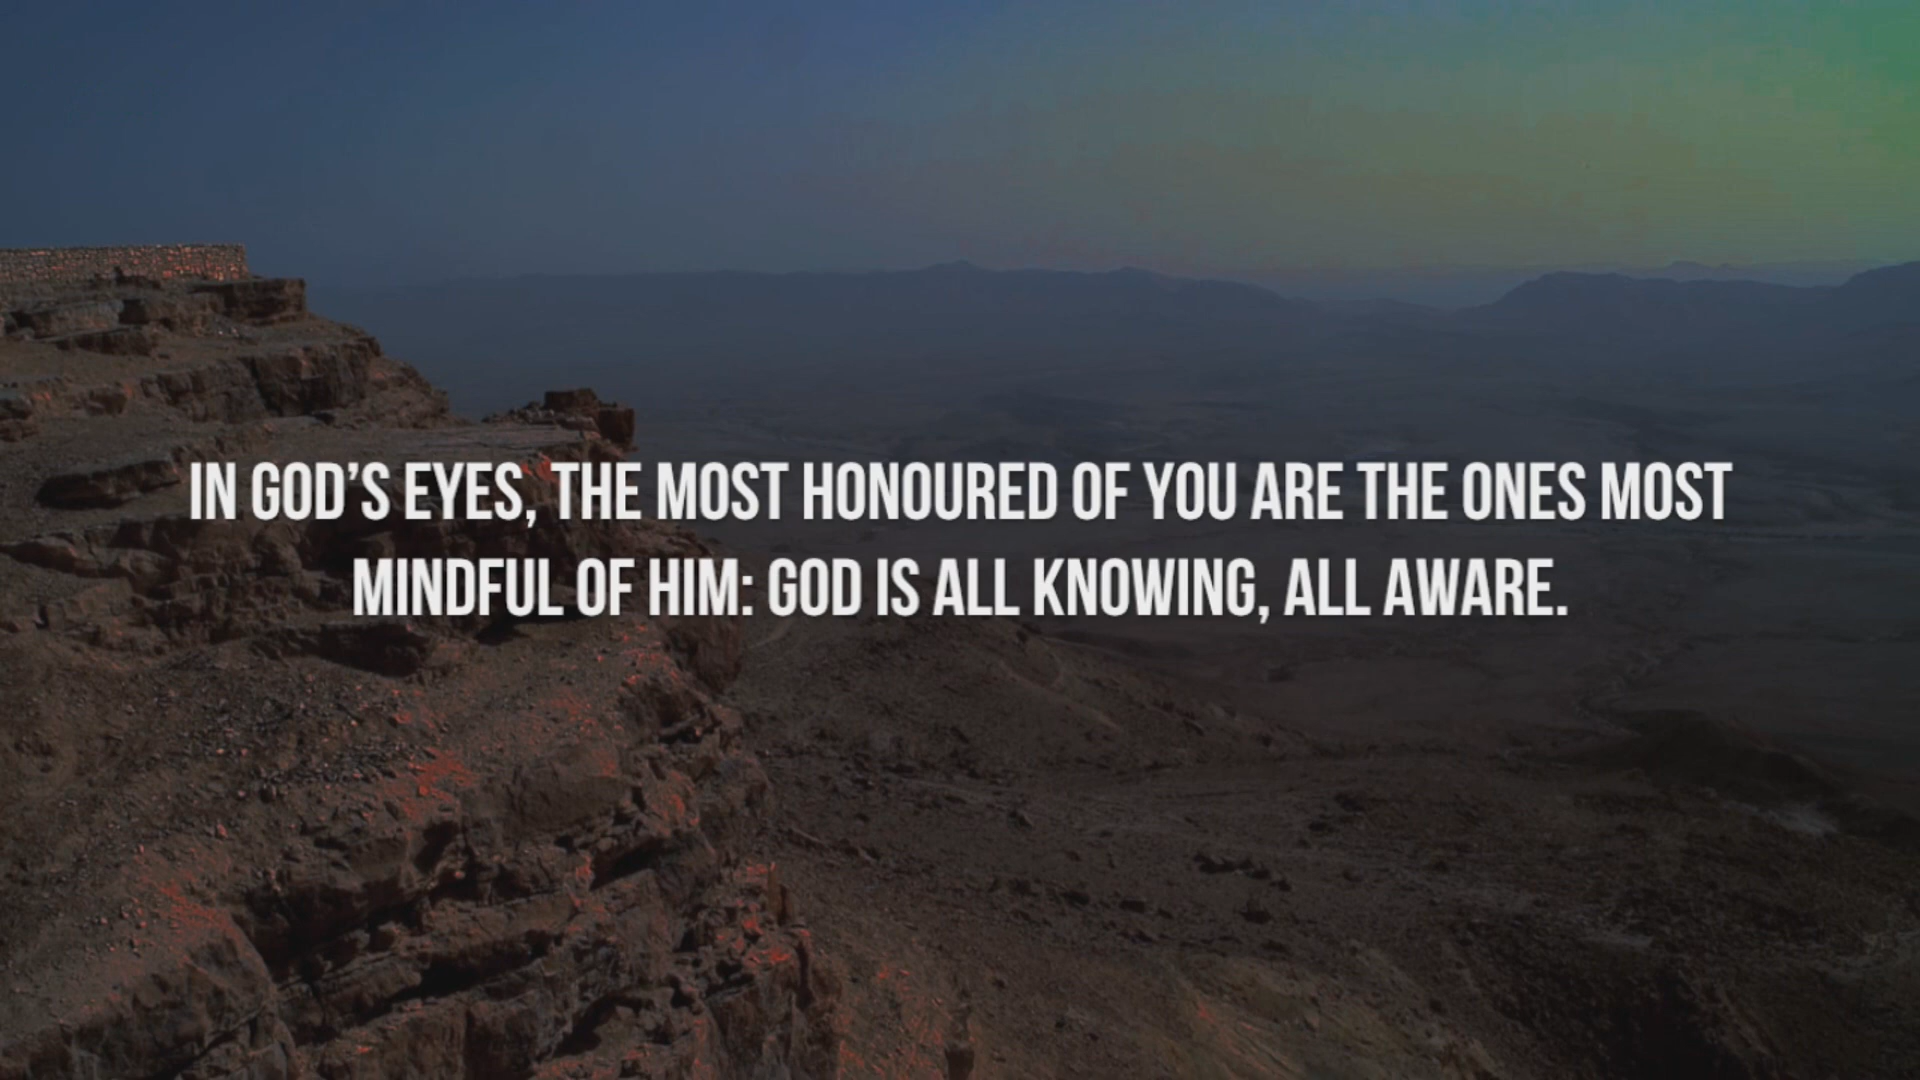 IN GOD’S EYES, THE MOST HONOURED OF YOU ARE THE ONES MOST
MINDFUL OF HIM: GOD IS ALL KNOWING, ALL AWARE.